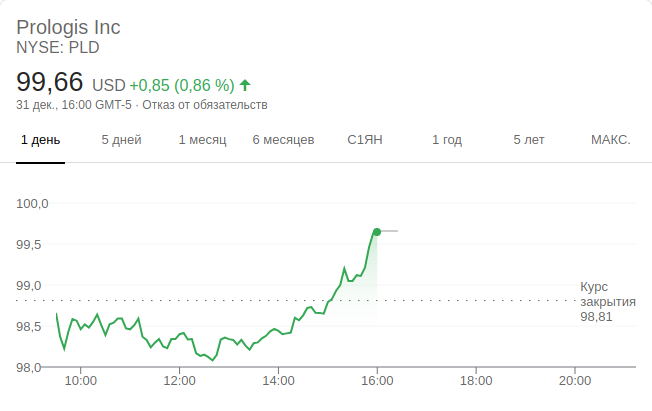 Prologis Inc
NYSE: PLD
99,66 USD +0,85 (0,86 %)
31 дек., 16:00 GMT-5 · Отказ от обязательств
1 день 5 дней 1 месяц 6 месяцев С1ЯН 1 год 5 лет МАКС.
100,0
99,5
99,0
98,5
98,0
Курс
закрытия
98,81
10:00 12:00 14:00 16:00 18:00 20:00